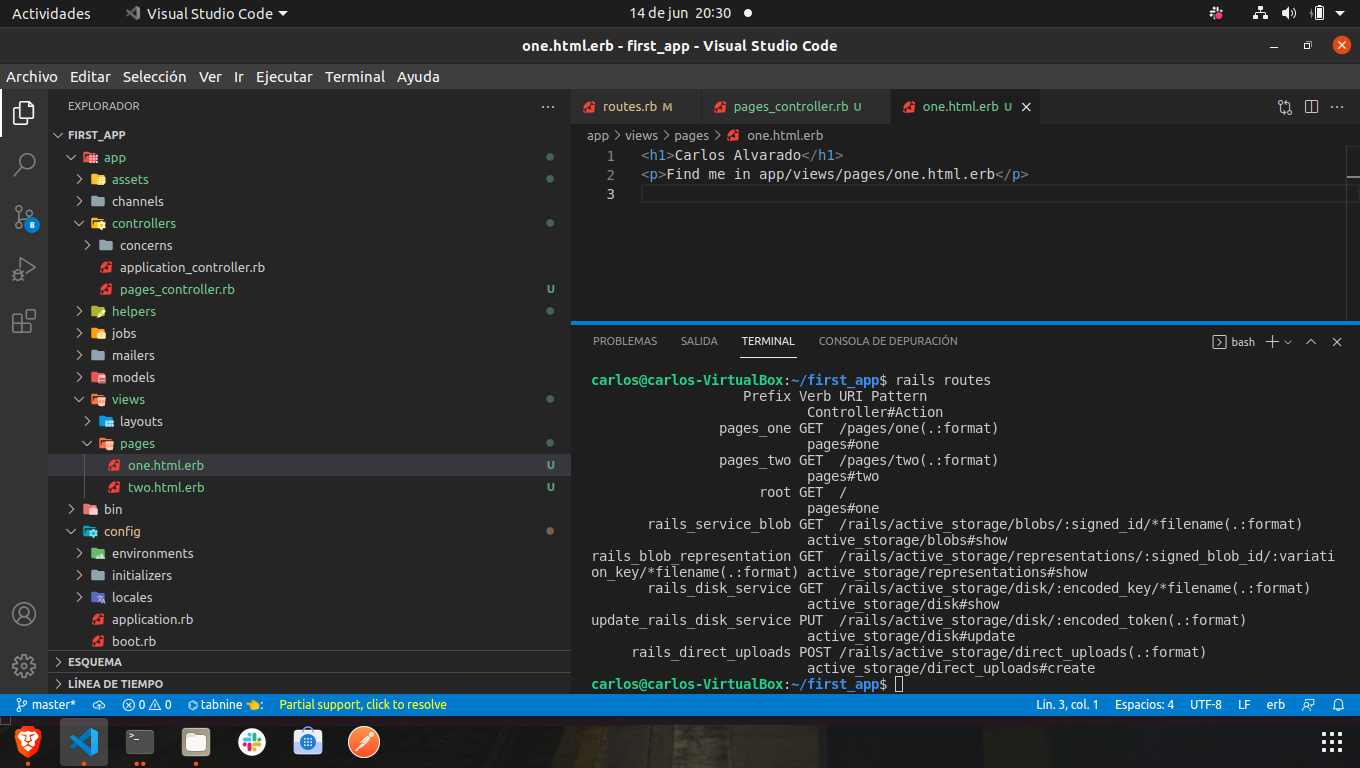 Actividades Visual Studio Code 14 de jun 20:30
one.html.erb - first_app - Visual Studio Code
Archivo Editar Selección Ver Ir Ejecutar Terminal Ayuda
EXPLORADOR
FIRST_APP
app
assets
channels
controllers
concerns
application_controller.rb
pages_controller.rb U
helpers
jobs
mailers
models
views
layouts
pages
one.html.erb U
two.html.erb U
bin
config
environments
initializers
locales
application.rb
boot.rb
ESQUEMA
LÍNEA DE TIEMPO
8
routes.rb M pages_controller.rb U one.html.erb U
app > views > pages > one.html.erb
1 <h1>Carlos Alvarado</h1>
2 <p>Find me in app/views/pages/one.html.erb</p>
3
PROBLEMAS SALIDA TERMINAL CONSOLA DE DEPURACIÓN bash
carlos@carlos-VirtualBox:~/first_app$ rails routes
Prefix Verb URI Pattern
Controller#Action
pages_one GET /pages/one(.:format)
pages#one
pages_two GET /pages/two(.:format)
pages#two
root GET /
pages#one
rails_service_blob GET /rails/active_storage/blobs/:signed_id/*filename(.:format)
active_storage/blobs#show
rails_blob_representation GET /rails/active_storage/representations/:signed_blob_id/:variati
on_key/*filename(.:format) active_storage/representations#show
rails_disk_service GET /rails/active_storage/disk/:encoded_key/*filename(.:format)
active_storage/disk#show
update_rails_disk_service PUT /rails/active_storage/disk/:encoded_token(.:format)
active_storage/disk#update
rails_direct_uploads POST /rails/active_storage/direct_uploads(.:format)
active_storage/direct_uploads#create
carlos@carlos-VirtualBox:~/first_app$
master* 0 0 tabnine : Partial support, click to resolve Lín. 3, col. 1 Espacios: 4 UTF-8 LF erb